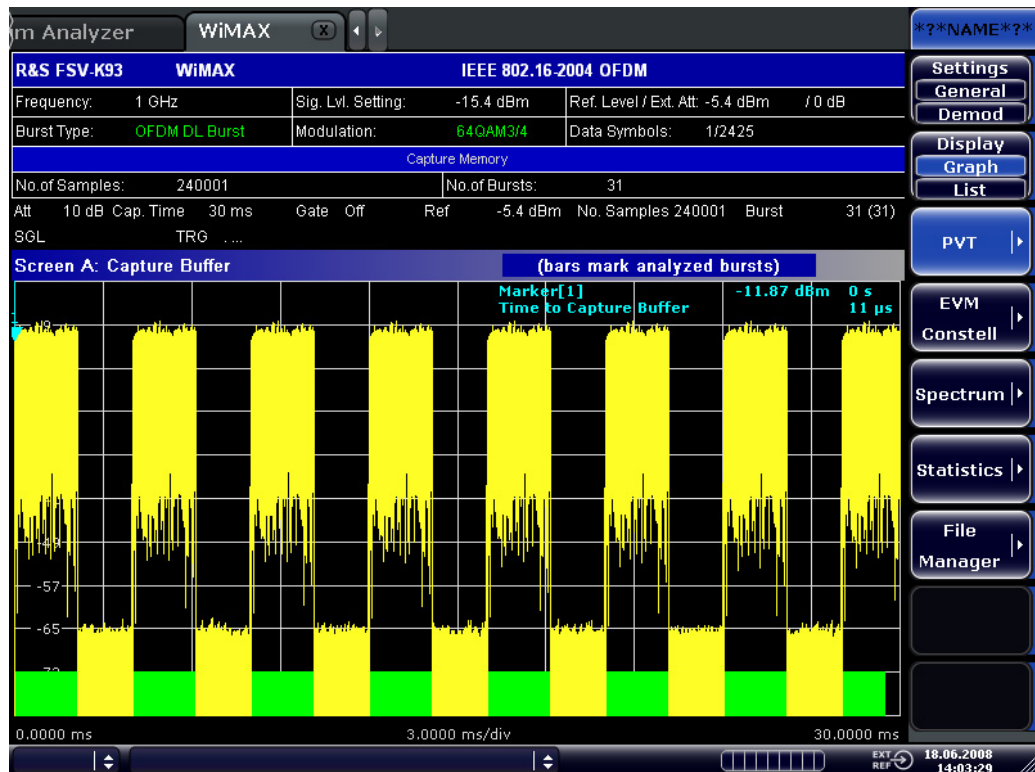 m Analyzer
WiMAX
X
*?*NAME*?*
R&S FSV-K93 WiMAX IEEE 802.16-2004 OFDM
Frequency: 1 GHz Sig. Lvl. Setting: -15.4 dBm Ref. Level / Ext. Att: -5.4 dBm / 0 dB
Burst Type: OFDM DL Burst Modulation: 64QAM3/4 Data Symbols: 1/2425
Capture Memory
No.of Samples: 240001 No.of Bursts: 31
Att 10 dB Cap. Time 30 ms Gate Off Ref -5.4 dBm No. Samples 240001 Burst 31 (31)
SGL TRG . ...
Screen A: Capture Buffer (bars mark analyzed bursts)
Marker[1] -11.87 dBm 0 s
Time to Capture Buffer 11 µs
-49
-57
-65
-73
0.0000 ms 3.0000 ms/div 30.0000 ms
Settings
General
Demod
Display
Graph
List
PVT
EVM
Constell
Spectrum
Statistics
File
Manager
EXT
REF
18.06.2008
14:03:29